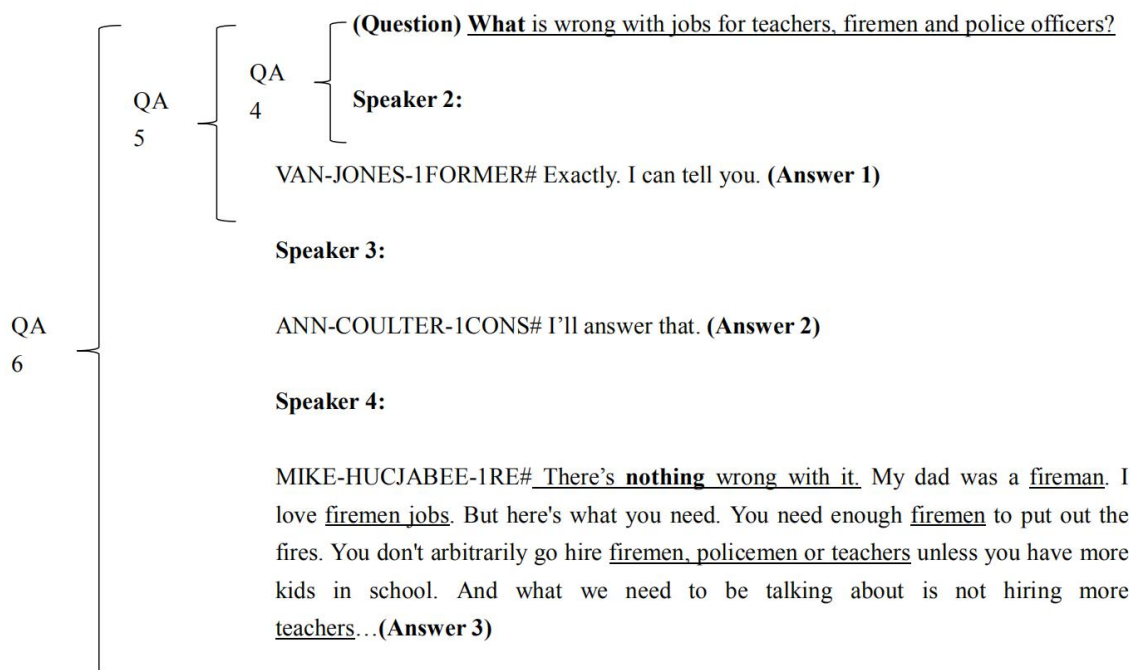 (Question) What is wrong with jobs for teachers, firemen and police officers?
QA
4
Speaker 2:
QA
5
VAN-JONES-1FORMER# Exactly. I can tell you. (Answer 1)
Speaker 3:
QA
6
ANN-COULTER-1CONS# I’ll answer that. (Answer 2)
Speaker 4:
MIKE-HUCJABEE-1RE# There’s nothing wrong with it. My dad was a fireman. I
love firemen jobs. But here's what you need. You need enough firemen to put out the
fires. You don't arbitrarily go hire firemen, policemen or teachers unless you have more
kids in school. And what we need to be talking about is not hiring more
teachers…(Answer 3)